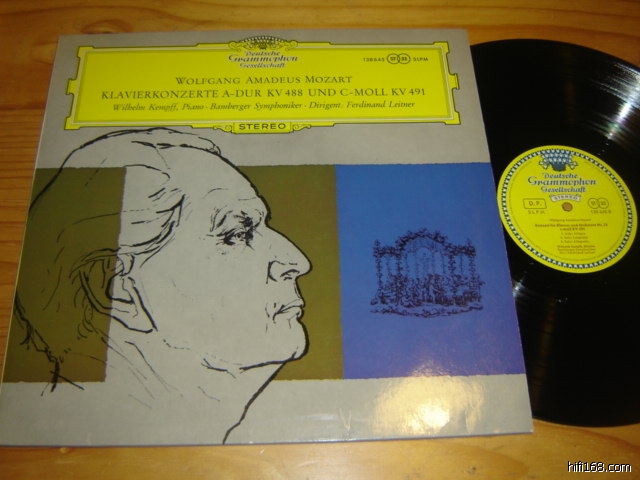 Deutsche
Grammophon
Gesellschaft
138 645 SLPM
WOLFGANG AMADEUS MOZART
KLAVIERKONZERTE A-DUR KV 488 UND C-MOLL KV 491
Wilhelm Kempff, Piano · Bamberger Symphoniker · Dirigent: Ferdinand Leitner
STEREO
Deutsche
Grammophon
Gesellschaft
STEREO
hifi168.com